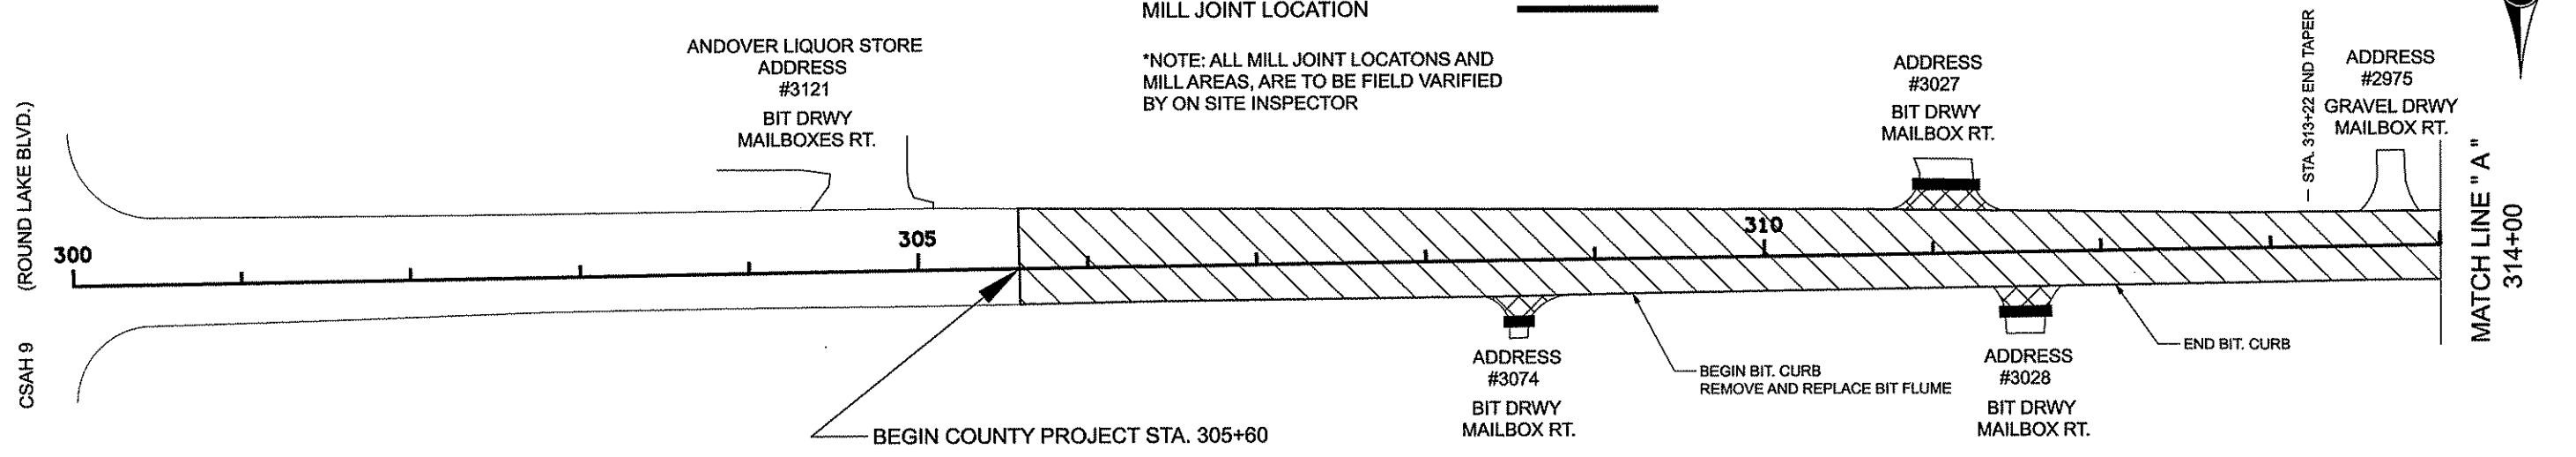 MILL JOINT LOCATION
*NOTE: ALL MILL JOINT LOCATONS AND
MILL AREAS, ARE TO BE FIELD VARIFIED
BY ON SITE INSPECTOR
ANDOVER LIQUOR STORE
ADDRESS
#3121
BIT DRWY
MAILBOXES RT.
ADDRESS
#3027
BIT DRWY
MAILBOX RT.
STA. 313+22 END TAPER
ADDRESS
#2975
GRAVEL DRWY
MAILBOX RT.
CSAH 9 (ROUND LAKE BLVD.)
300
305
310
MATCH LINE " A "
314+00
BEGIN COUNTY PROJECT STA. 305+60
ADDRESS
#3074
BIT DRWY
MAILBOX RT.
BEGIN BIT. CURB
REMOVE AND REPLACE BIT FLUME
ADDRESS
#3028
BIT DRWY
MAILBOX RT.
END BIT. CURB